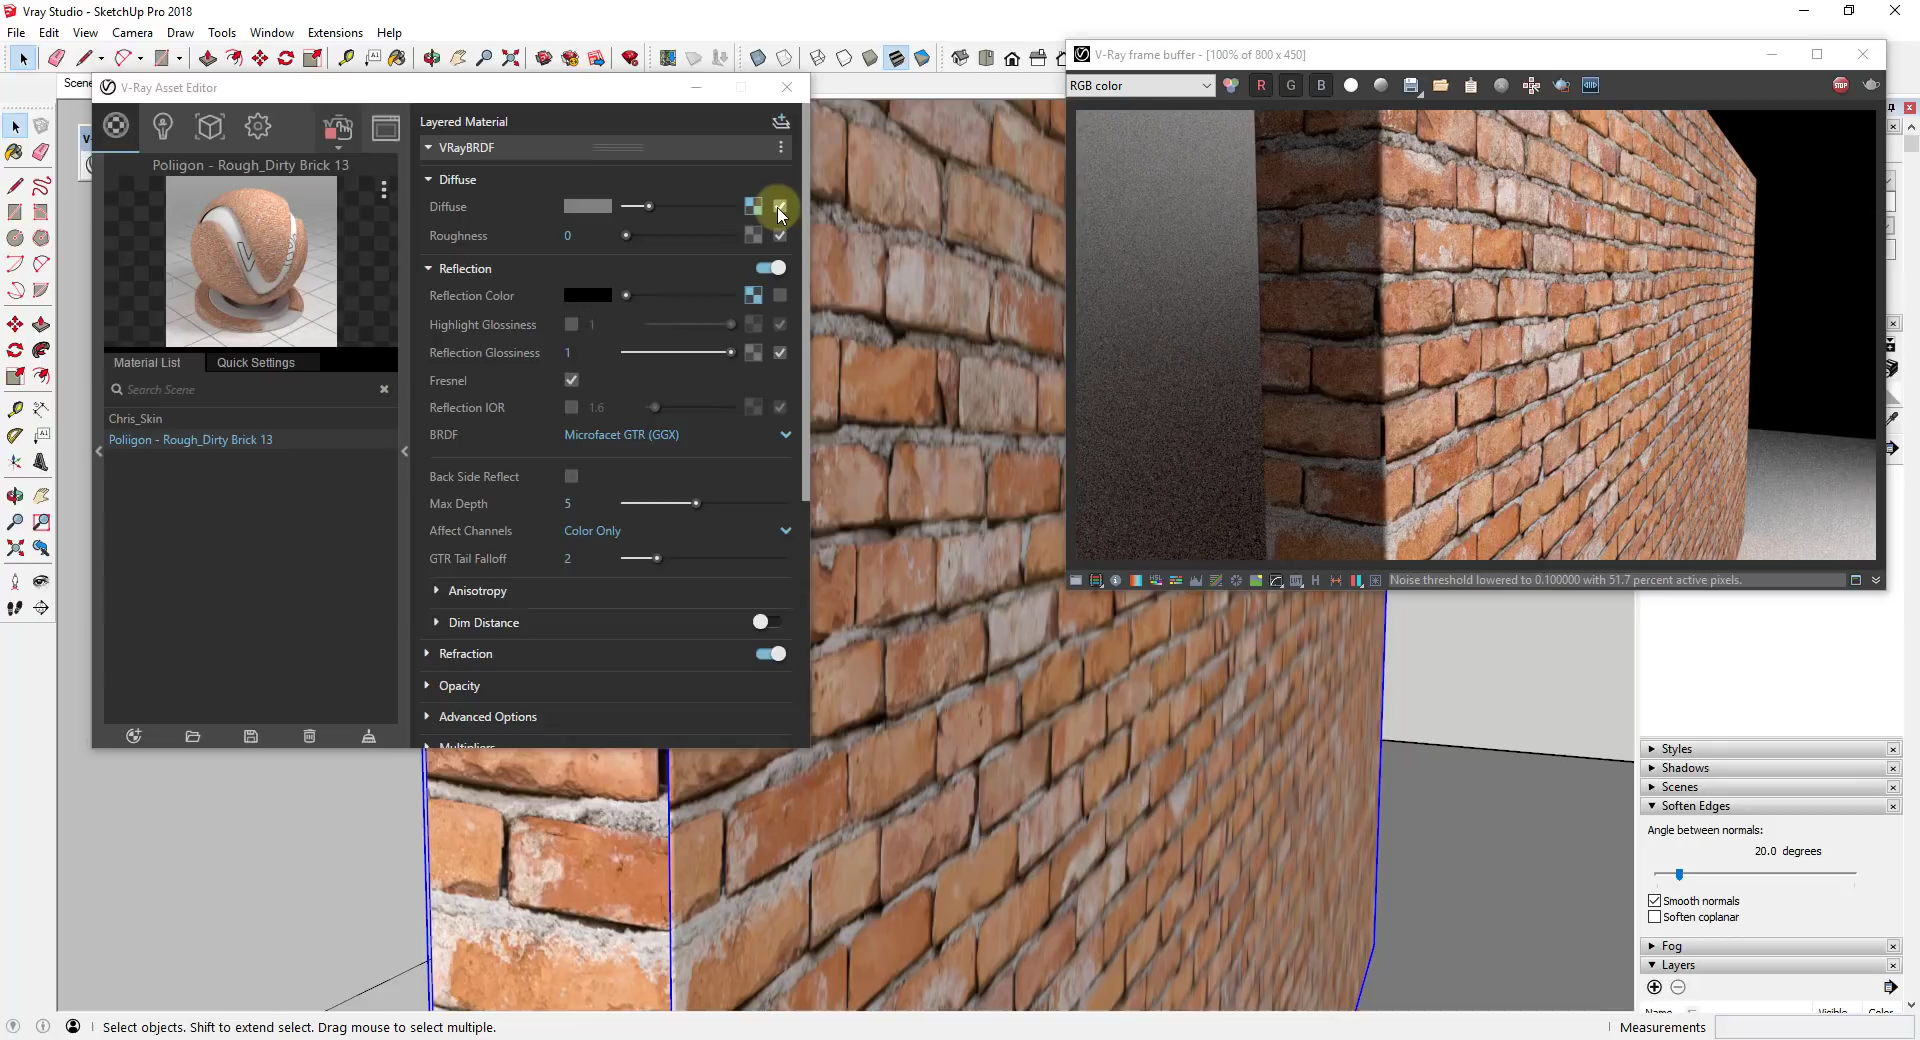 Vray Studio - SketchUp Pro 2018
File Edit View Camera Draw Tools Window Extensions Help
V-Ray frame buffer - [100% of 800 x 450]
Scene
V-Ray Asset Editor
RGB color
R G B
STOP
Layered Material
VRayBRDF
Poliigon - Rough_Dirty Brick 13
Diffuse
Diffuse
Roughness 0
Reflection
Reflection Color
Highlight Glossiness 1
Reflection Glossiness 1
Material List Quick Settings
Fresnel
Search Scene
Reflection IOR 1.6
Chris_Skin
BRDF Microfacet GTR (GGX)
Poliigon - Rough_Dirty Brick 13
Back Side Reflect
Max Depth 5
Affect Channels Color Only
GTR Tail Falloff 2
Anisotropy
Dim Distance
Refraction
Opacity
Advanced Options
Multipliers
H Noise threshold lowered to 0.100000 with 51.7 percent active pixels.
Styles
Shadows
Scenes
Soften Edges
Angle between normals:
20.0 degrees
Smooth normals
Soften coplanar
Fog
Layers
Name Visible Color
Select objects. Shift to extend select. Drag mouse to select multiple.
Measurements